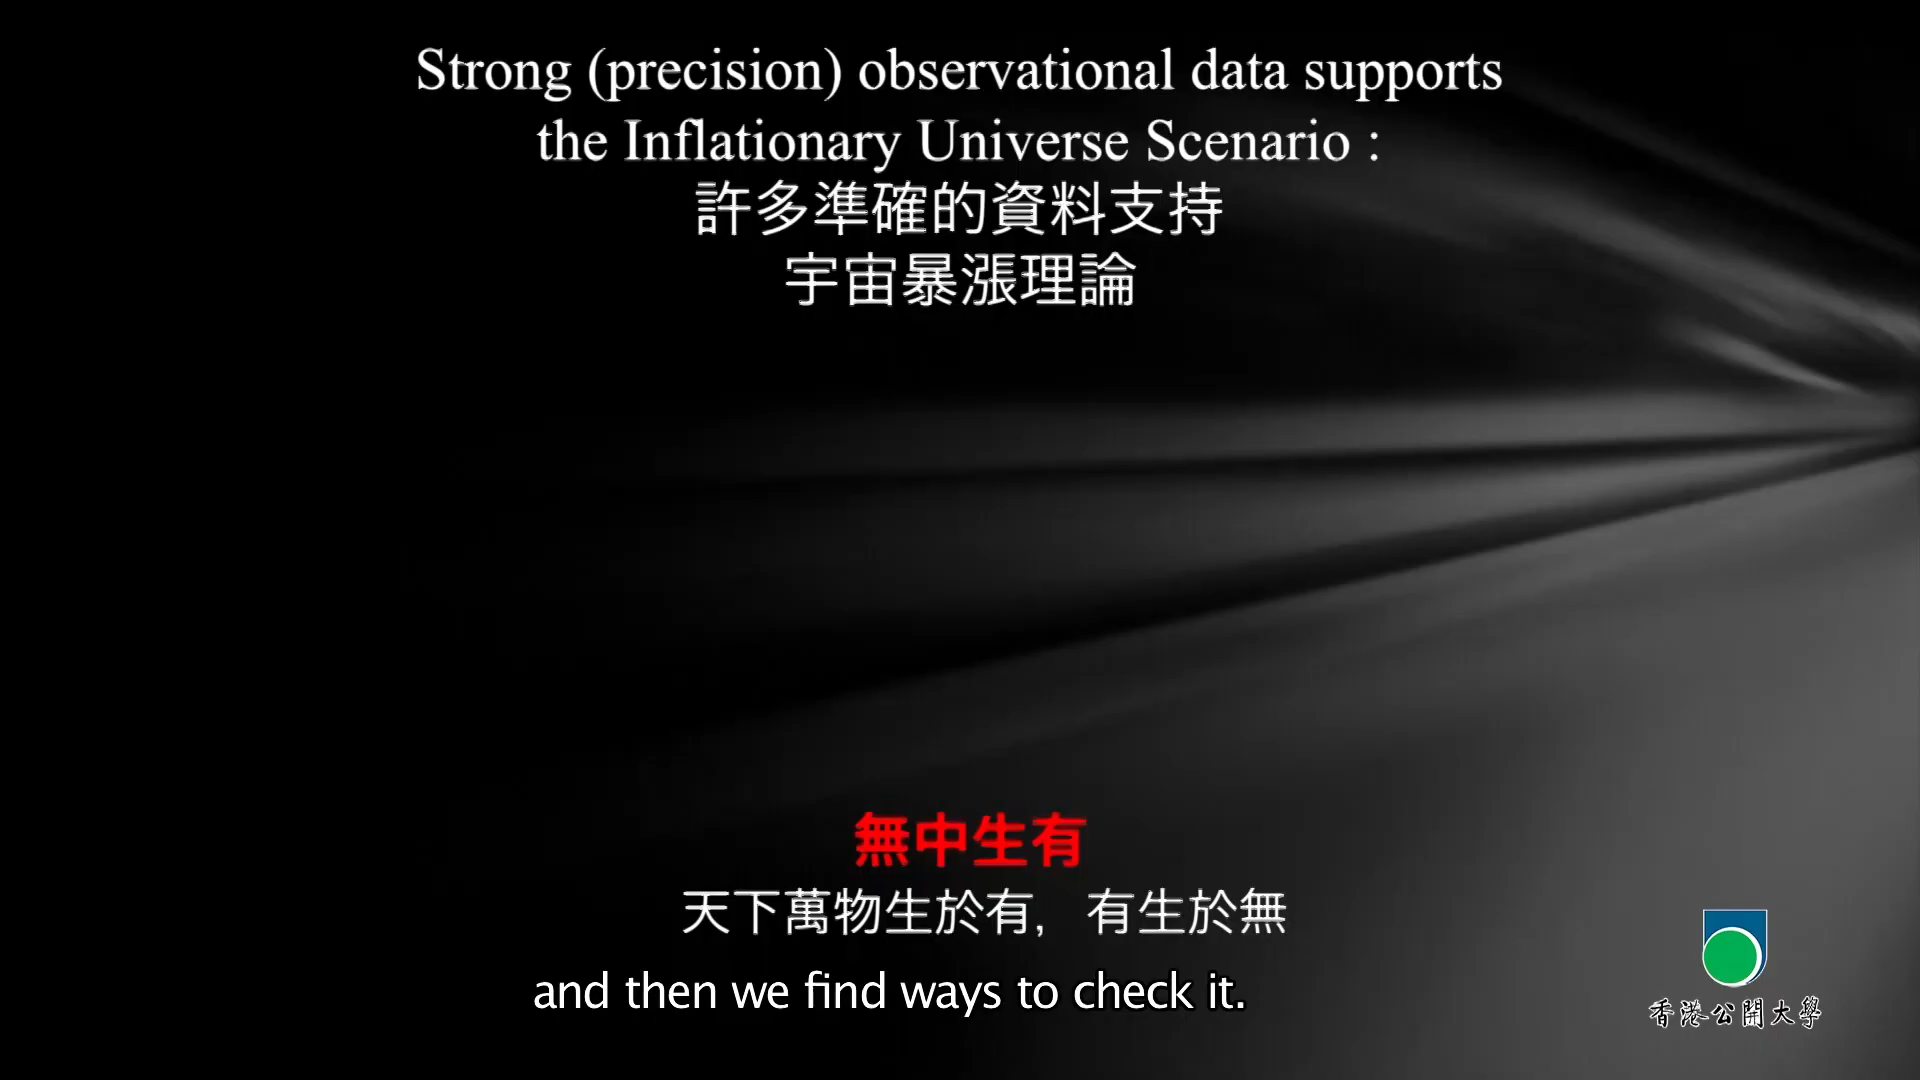 Strong (precision) observational data supports
the Inflationary Universe Scenario :
許多準確的資料支持
宇宙暴漲理論
無中生有
天下萬物生於有, 有生於無
and then we find ways to check it.
香港公開大學